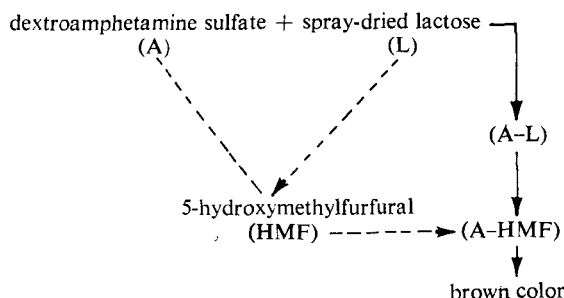 dextroamphetamine sulfate + spray-dried lactose
(A) (L)
(A–L)
5-hydroxymethylfurfural
(HMF) (A–HMF)
brown color